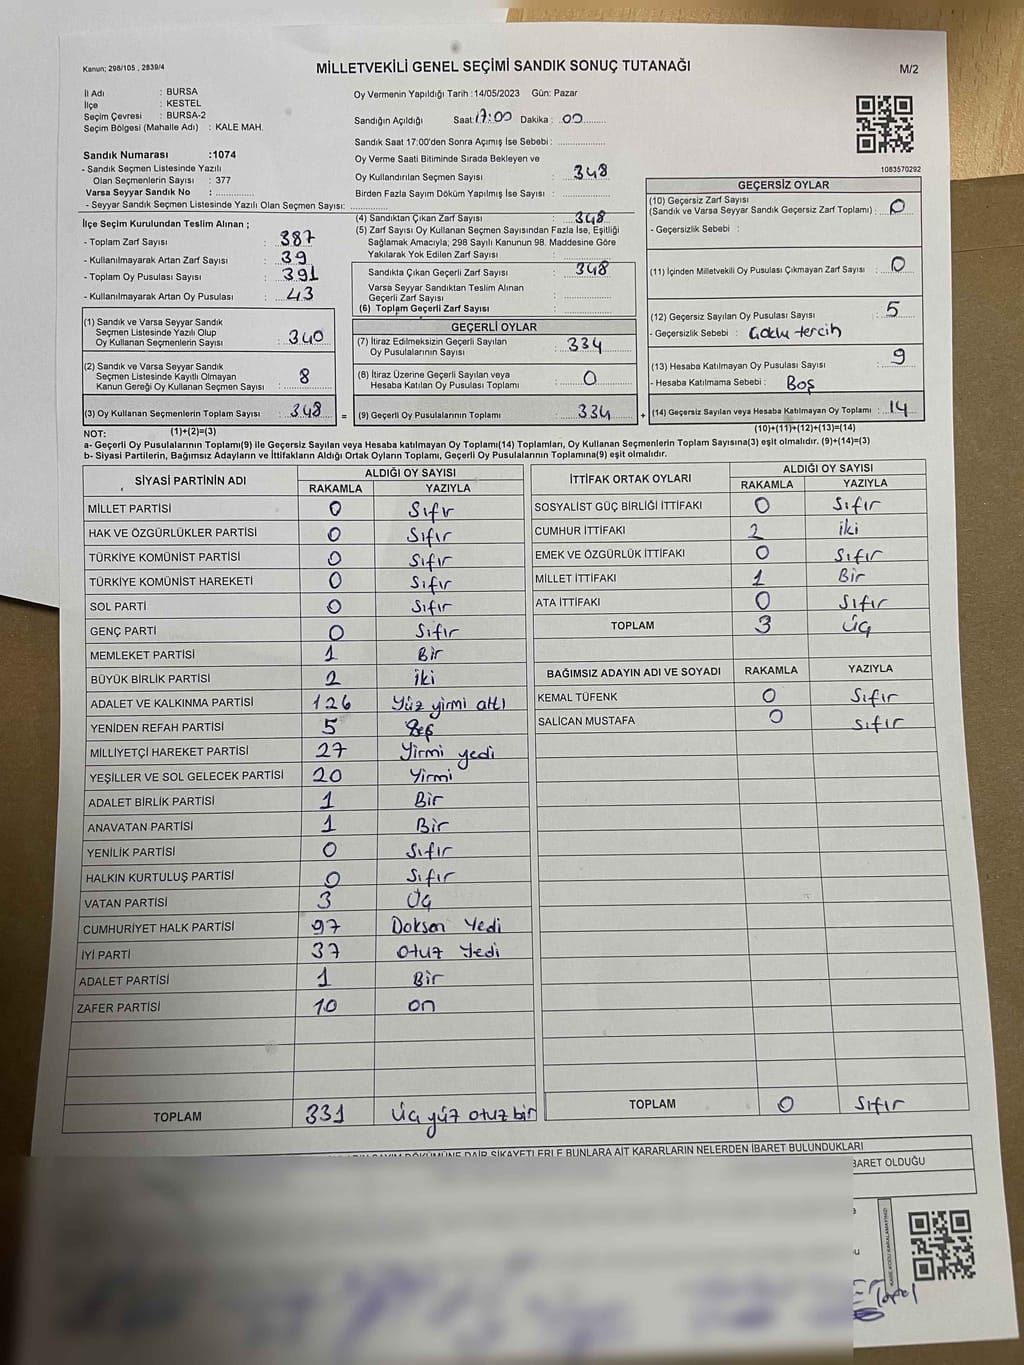 Kanun; 298/105 , 2839/4
MİLLETVEKİLİ GENEL SEÇİMİ SANDIK SONUÇ TUTANAĞI
M/2
İl Adı : BURSA
İlçe : KESTEL
Seçim Çevresi : BURSA-2
Seçim Bölgesi (Mahalle Adı) : KALE MAH.
Oy Vermenin Yapıldığı Tarih :14/05/2023 Gün: Pazar
Sandığın Açıldığı Saat: 17:00 Dakika : 00
Sandık Saat 17:00'den Sonra Açımış İse Sebebi :
Sandık Numarası :1074
- Sandık Seçmen Listesinde Yazılı
Olan Seçmenlerin Sayısı : 377
Varsa Seyyar Sandık No :
- Seyyar Sandık Seçmen Listesinde Yazılı Olan Seçmen Sayısı:
Oy Verme Saati Bitiminde Sırada Bekleyen ve
Oy Kullandırılan Seçmen Sayısı : 348
Birden Fazla Sayım Döküm Yapılmış İse Sayısı :
1083570292
İlçe Seçim Kurulundan Teslim Alınan ;
- Toplam Zarf Sayısı : 387
- Kullanılmayarak Artan Zarf Sayısı : 39
- Toplam Oy Pusulası Sayısı : 391
- Kullanılmayarak Artan Oy Pusulası : 43
(4) Sandıktan Çıkan Zarf Sayısı : 348
(5) Zarf Sayısı Oy Kullanan Seçmen Sayısından Fazla İse, Eşitliği
Sağlamak Amacıyla; 298 Sayılı Kanunun 98. Maddesine Göre
Yakılarak Yok Edilen Zarf Sayısı :
Sandıkta Çıkan Geçerli Zarf Sayısı : 348
Varsa Seyyar Sandıktan Teslim Alınan
Geçerli Zarf Sayısı :
(6) Toplam Geçerli Zarf Sayısı :
GEÇERSİZ OYLAR
(10) Geçersiz Zarf Sayısı
(Sandık ve Varsa Seyyar Sandık Geçersiz Zarf Toplamı) : 0
- Geçersizlik Sebebi :
(11) İçinden Milletvekili Oy Pusulası Çıkmayan Zarf Sayısı : 0
(12) Geçersiz Sayılan Oy Pusulası Sayısı : 5
- Geçersizlik Sebebi : Çoklu tercih
(13) Hesaba Katılmayan Oy Pusulası Sayısı : 9
- Hesaba Katılmama Sebebi : Boş
(14) Geçersiz Sayılan veya Hesaba Katılmayan Oy Toplamı : 14
(10)+(11)+(12)+(13)=(14)
(1) Sandık ve Varsa Seyyar Sandık
Seçmen Listesinde Yazılı Olup
Oy Kullanan Seçmenlerin Sayısı : 340
(2) Sandık ve Varsa Seyyar Sandık
Seçmen Listesinde Kayıtlı Olmayan
Kanun Gereği Oy Kullanan Seçmen Sayısı : 8
(3) Oy Kullanan Seçmenlerin Toplam Sayısı : 348 =
(1)+(2)=(3)
GEÇERLİ OYLAR
(7) İtiraz Edilmeksizin Geçerli Sayılan
Oy Pusulalarının Sayısı : 334
(8) İtiraz Üzerine Geçerli Sayılan veya
Hesaba Katılan Oy Pusulası Toplamı : 0
(9) Geçerli Oy Pusulalarının Toplamı : 334 +
NOT:
a- Geçerli Oy Pusulalarının Toplamı(9) ile Geçersiz Sayılan veya Hesaba katılmayan Oy Toplamı(14) Toplamları, Oy Kullanan Seçmenlerin Toplam Sayısına(3) eşit olmalıdır. (9)+(14)=(3)
b- Siyasi Partilerin, Bağımsız Adayların ve İttifakların Aldığı Ortak Oyların Toplamı, Geçerli Oy Pusulalarının Toplamına(9) eşit olmalıdır.
SİYASİ PARTİNİN ADI
ALDIĞI OY SAYISI
RAKAMLA YAZIYLA
MİLLET PARTİSİ 0 Sıfır
HAK VE ÖZGÜRLÜKLER PARTİSİ 0 Sıfır
TÜRKİYE KOMÜNİST PARTİSİ 0 Sıfır
TÜRKİYE KOMÜNİST HAREKETİ 0 Sıfır
SOL PARTİ 0 Sıfır
GENÇ PARTİ 0 Sıfır
MEMLEKET PARTİSİ 1 Bir
BÜYÜK BİRLİK PARTİSİ 2 iki
ADALET VE KALKINMA PARTİSİ 126 Yüz yirmi altı
YENİDEN REFAH PARTİSİ 5 Beş
MİLLİYETÇİ HAREKET PARTİSİ 27 Yirmi yedi
YEŞİLLER VE SOL GELECEK PARTİSİ 20 Yirmi
ADALET BİRLİK PARTİSİ 1 Bir
ANAVATAN PARTİSİ 1 Bir
YENİLİK PARTİSİ 0 Sıfır
HALKIN KURTULUŞ PARTİSİ 0 Sıfır
VATAN PARTİSİ 3 Üç
CUMHURİYET HALK PARTİSİ 97 Doksan Yedi
İYİ PARTİ 37 Otuz Yedi
ADALET PARTİSİ 1 Bir
ZAFER PARTİSİ 10 on
TOPLAM 331 Üç yüz otuz bir
İTTİFAK ORTAK OYLARI
ALDIĞI OY SAYISI
RAKAMLA YAZIYLA
SOSYALİST GÜÇ BİRLİĞİ İTTİFAKI 0 Sıfır
CUMHUR İTTİFAKI 2 iki
EMEK VE ÖZGÜRLÜK İTTİFAKI 0 Sıfır
MİLLET İTTİFAKI 1 Bir
ATA İTTİFAKI 0 Sıfır
TOPLAM 3 Üç
BAĞIMSIZ ADAYIN ADI VE SOYADI RAKAMLA YAZIYLA
KEMAL TÜFENK 0 Sıfır
SALİCAN MUSTAFA 0 Sıfır
TOPLAM 0 Sıfır
DÖKÜMÜNE DAİR ŞİKAYETLERLE BUNLARA AİT KARARLARIN NELERDEN İBARET BULUNDUKLARI
BARET OLDUĞU